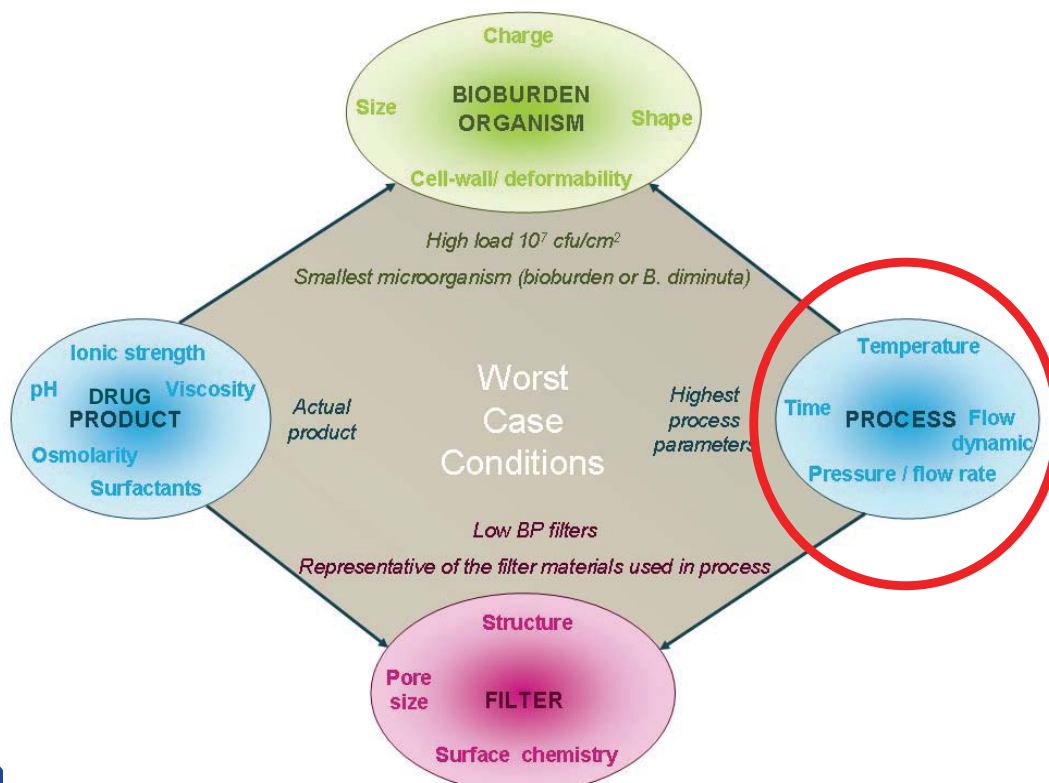 Charge
Size
BIOBURDEN
ORGANISM
Shape
Cell-wall/ deformability
High load 10⁷ cfu/cm²
Smallest microorganism (bioburden or B. diminuta)
Ionic strength
pH
DRUG
PRODUCT
Viscosity
Osmolarity
Surfactants
Actual
product
Worst
Case
Conditions
Highest
process
parameters
Temperature
Time
PROCESS
Flow
dynamic
Pressure / flow rate
Low BP filters
Representative of the filter materials used in process
Structure
Pore
size
FILTER
Surface chemistry